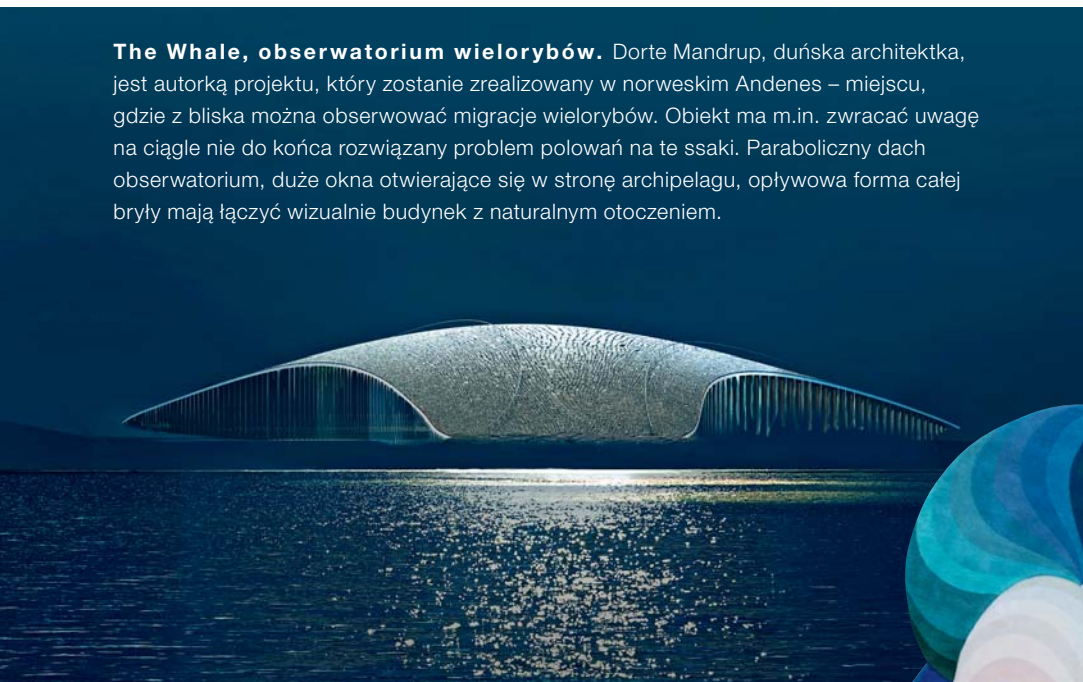 The Whale, obserwatorium wielorybów. Dorte Mandrup, duńska architektka,
jest autorką projektu, który zostanie zrealizowany w norweskim Andenes – miejscu,
gdzie z bliska można obserwować migracje wielorybów. Obiekt ma m.in. zwracać uwagę
na ciągle nie do końca rozwiązany problem polowań na te ssaki. Paraboliczny dach
obserwatorium, duże okna otwierające się w stronę archipelagu, opływowa forma całej
bryły mają łączyć wizualnie budynek z naturalnym otoczeniem.